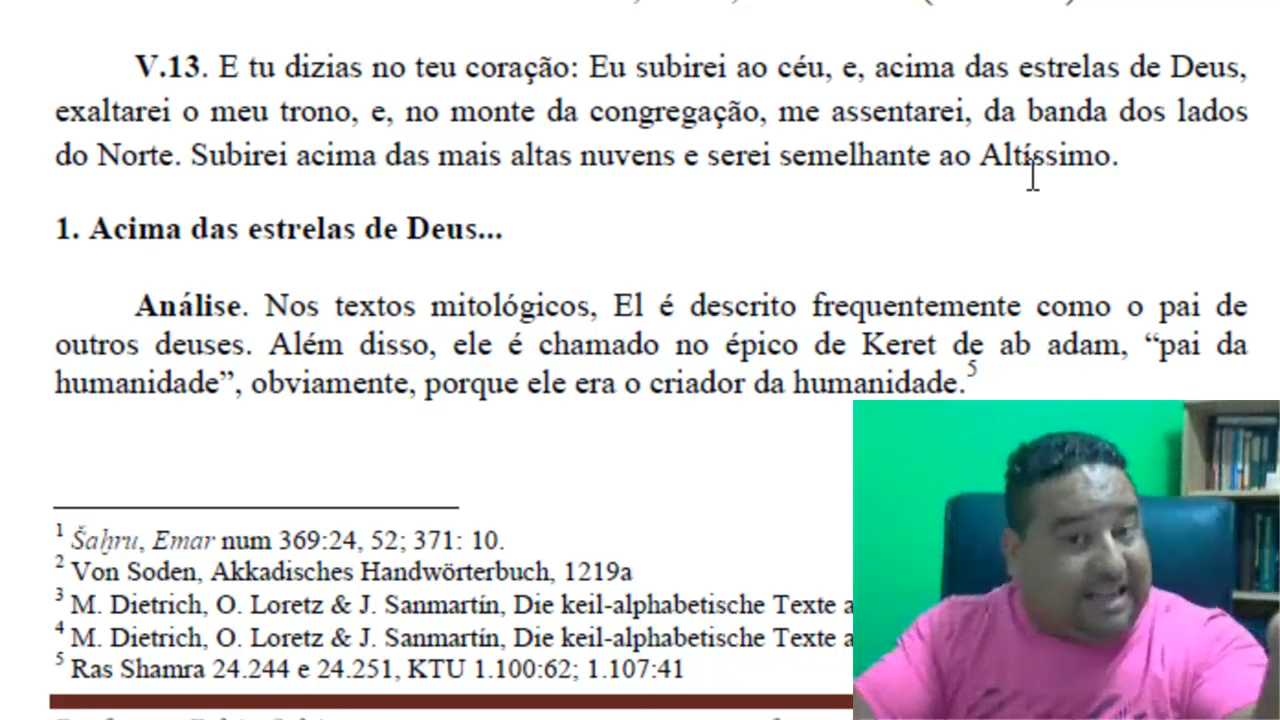 V.13. E tu dizias no teu coração: Eu subirei ao céu, e, acima das estrelas de Deus,
exaltarei o meu trono, e, no monte da congregação, me assentarei, da banda dos lados
do Norte. Subirei acima das mais altas nuvens e serei semelhante ao Altíssimo.
1. Acima das estrelas de Deus...
Análise. Nos textos mitológicos, El é descrito frequentemente como o pai de
outros deuses. Além disso, ele é chamado no épico de Keret de ab adam, “pai da
humanidade”, obviamente, porque ele era o criador da humanidade.5
1 Šaḫru, Emar num 369:24, 52; 371: 10.
2 Von Soden, Akkadisches Handwörterbuch, 1219a
3 M. Dietrich, O. Loretz & J. Sanmartín, Die keil-alphabetische Texte a
4 M. Dietrich, O. Loretz & J. Sanmartín, Die keil-alphabetische Texte a
5 Ras Shamra 24.244 e 24.251, KTU 1.100:62; 1.107:41